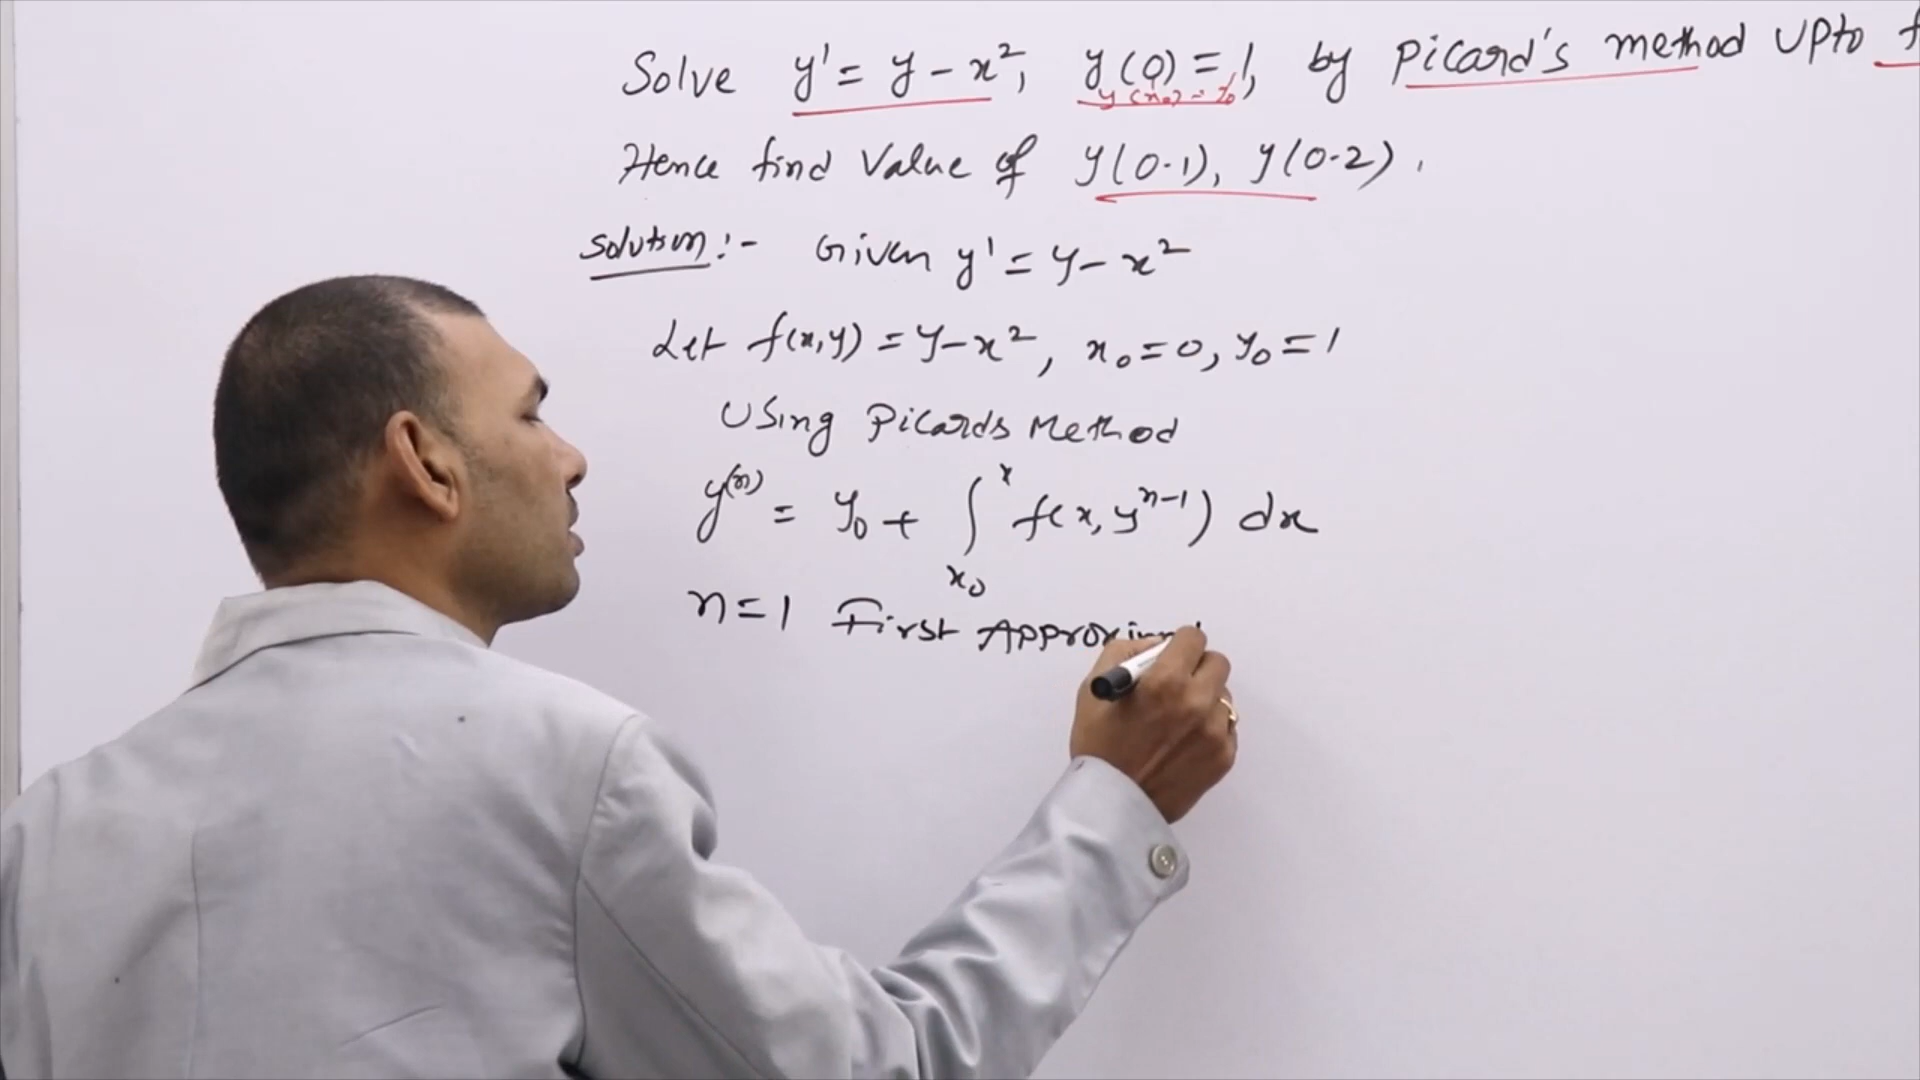 Solve y' = y - x², y(0) = 1, by Picard's method upto
y(x₀) = y₀
Hence find value of y(0.1), y(0.2).
Solution :- Given y' = y - x²
Let f(x,y) = y - x², x₀ = 0, y₀ = 1
Using Picards Method
y⁽ⁿ⁾ = y₀ + ∫ₓ₀ˣ f(x, yⁿ⁻¹) dx
n = 1 First